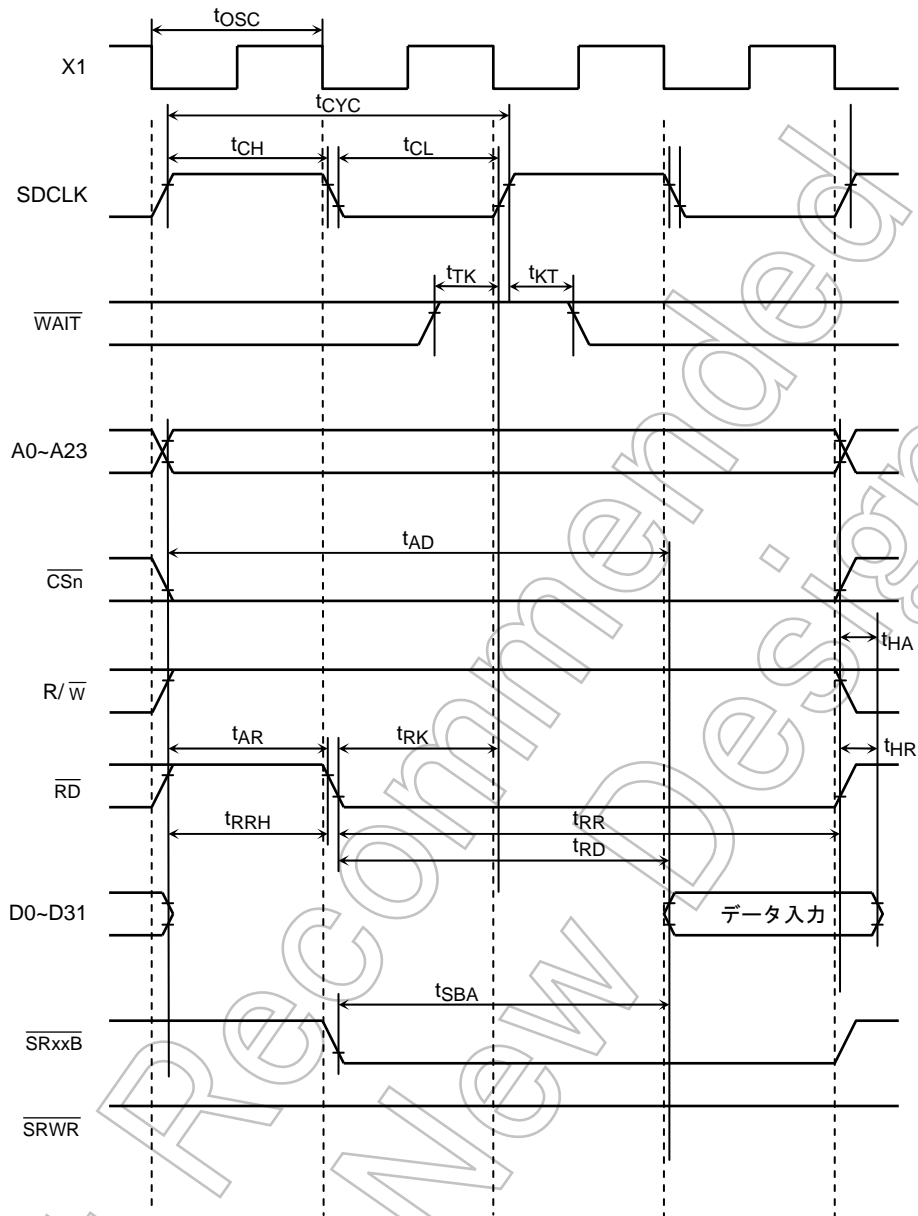 tOSC
X1
tCYC
tCH
tCL
SDCLK
tTK
tKT
WAIT
A0~A23
tAD
CSn
tHA
R/W
tAR
tRK
tHR
RD
tRRH
tRR
tRD
D0~D31
データ入力
tSBA
SRxxB
SRWR
Recommended
New Design